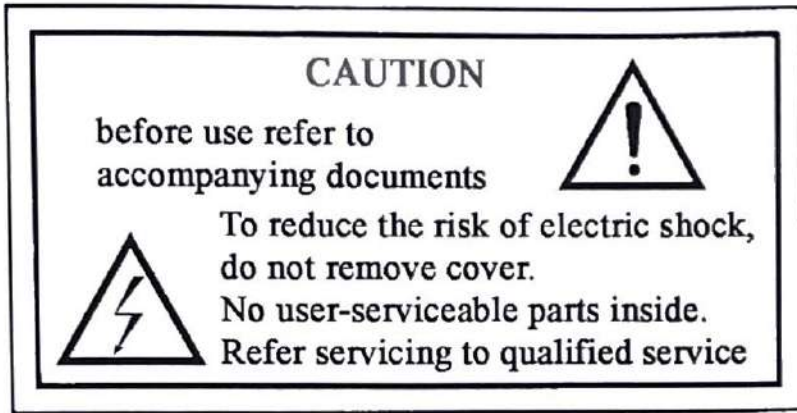 CAUTION
before use refer to
accompanying documents
To reduce the risk of electric shock,
do not remove cover.
No user-serviceable parts inside.
Refer servicing to qualified service